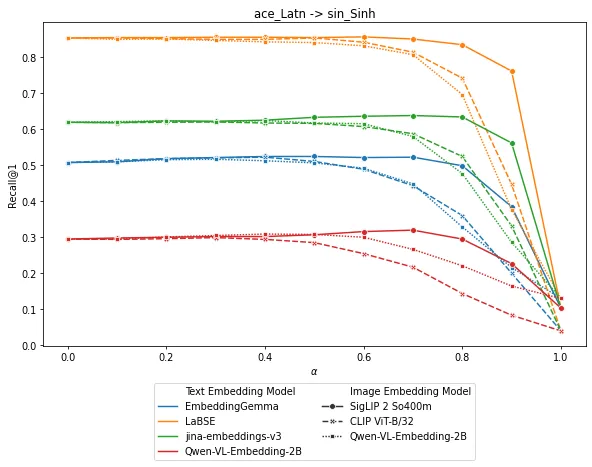 ace_Latn -> sin_Sinh
Recall@1
0.8
0.7
0.6
0.5
0.4
0.3
0.2
0.1
0.0
0.0 0.2 0.4 0.6 0.8 1.0
α
Text Embedding Model Image Embedding Model
EmbeddingGemma SigLIP 2 So400m
LaBSE CLIP ViT-B/32
jina-embeddings-v3 Qwen-VL-Embedding-2B
Qwen-VL-Embedding-2B